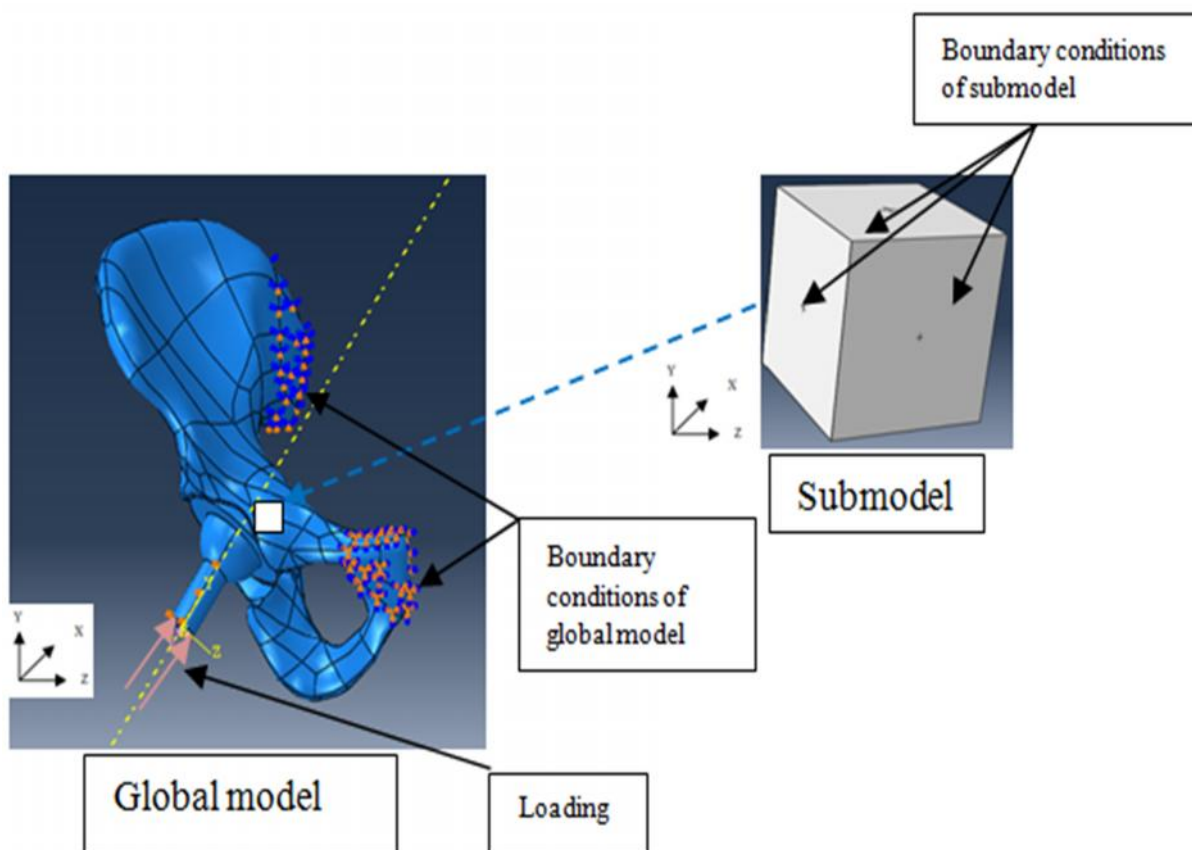 Boundary conditions
of submodel
Y
X
Z
Submodel
Boundary
conditions of
global model
Y
X
Z
z
Global model
Loading